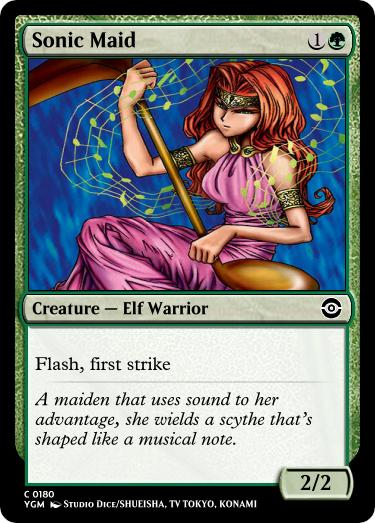 Sonic Maid 1
Creature — Elf Warrior
Flash, first strike
A maiden that uses sound to her
advantage, she wields a scythe that's
shaped like a musical note.
2/2
C 0180
YGM Studio Dice/SHUEISHA, TV TOKYO, KONAMI